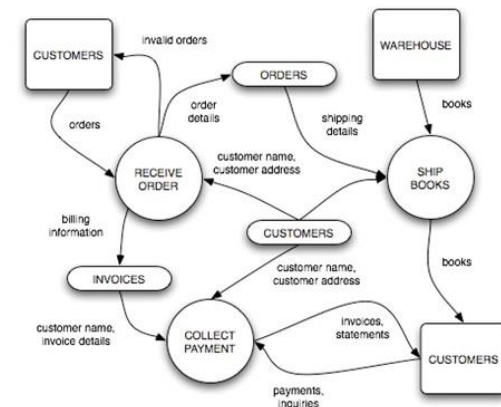 CUSTOMERS
invalid orders
WAREHOUSE
ORDERS
orders
order
details
shipping
details
books
RECEIVE
ORDER
customer name,
customer address
SHIP
BOOKS
billing
information
CUSTOMERS
INVOICES
customer name,
customer address
books
customer name,
invoice details
COLLECT
PAYMENT
invoices,
statements
CUSTOMERS
payments,
inquiries